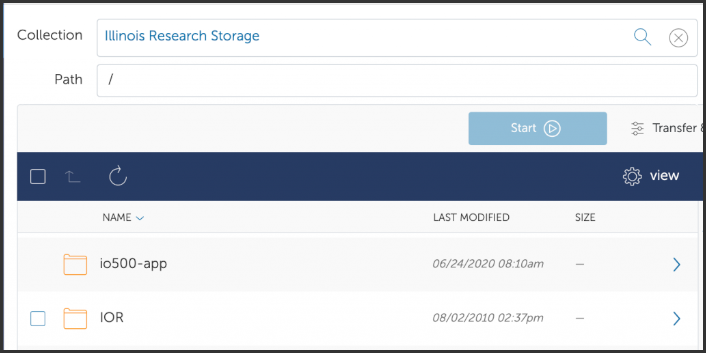 Collection Illinois Research Storage
Path /
Start Transfer &
view
NAME LAST MODIFIED SIZE
io500-app 06/24/2020 08:10am —
IOR 08/02/2010 02:37pm —